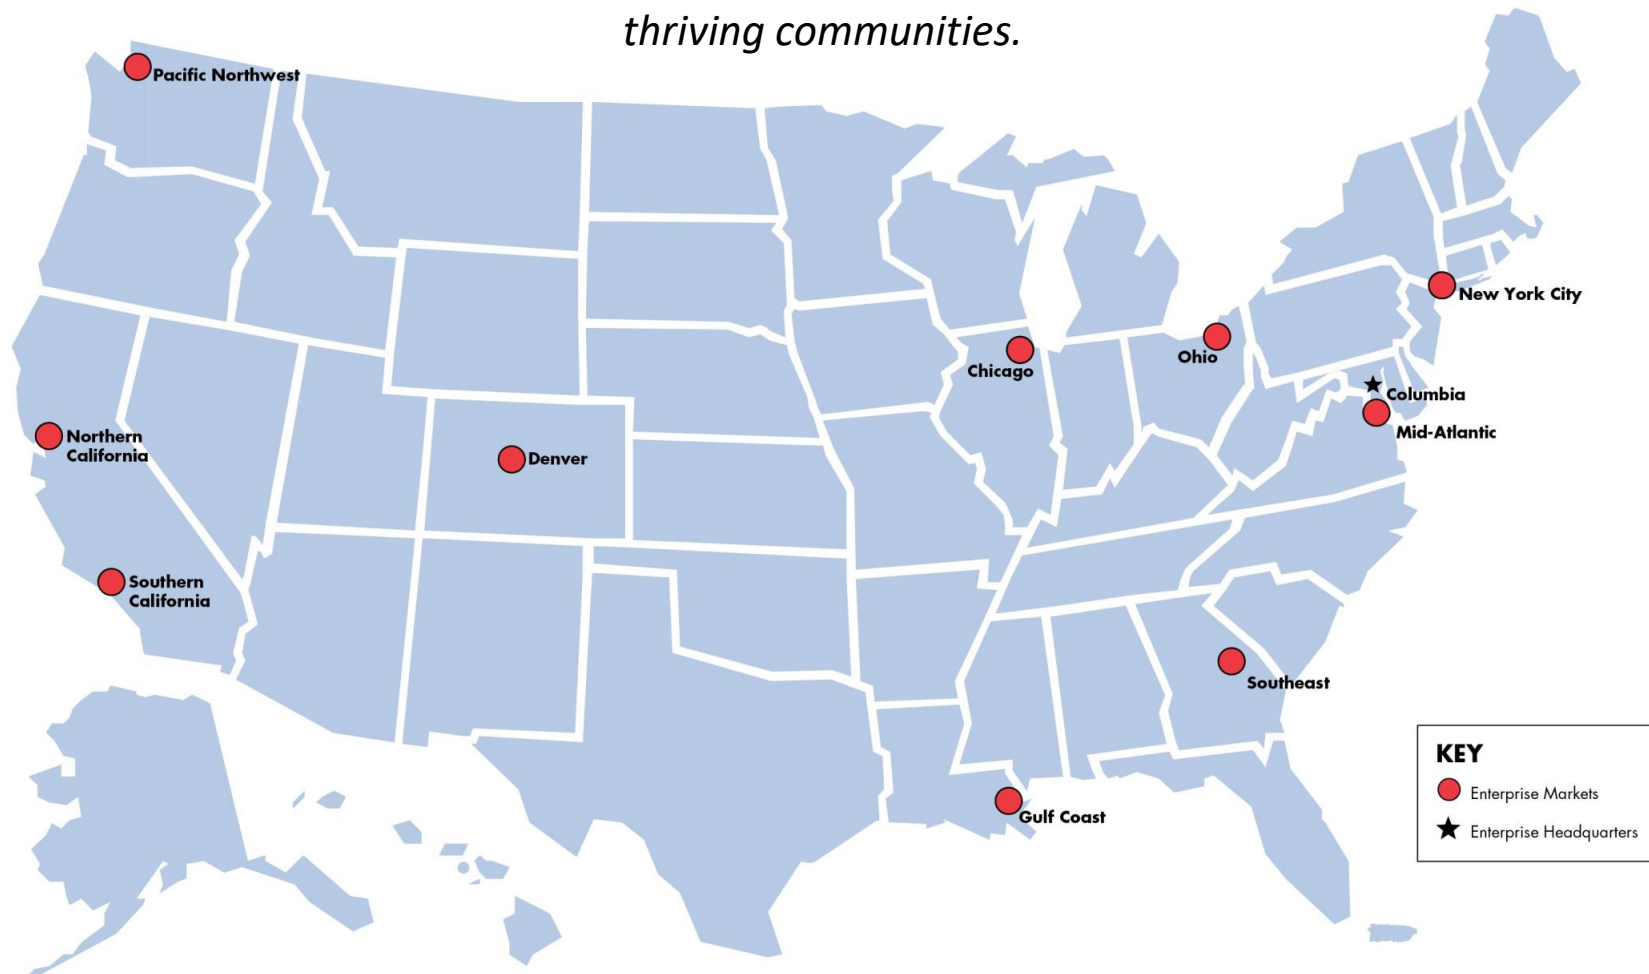 thriving communities.
Pacific Northwest
New York City
Ohio
Chicago
Columbia
Mid-Atlantic
Northern
California
Denver
Southern
California
Southeast
Gulf Coast
KEY
Enterprise Markets
Enterprise Headquarters